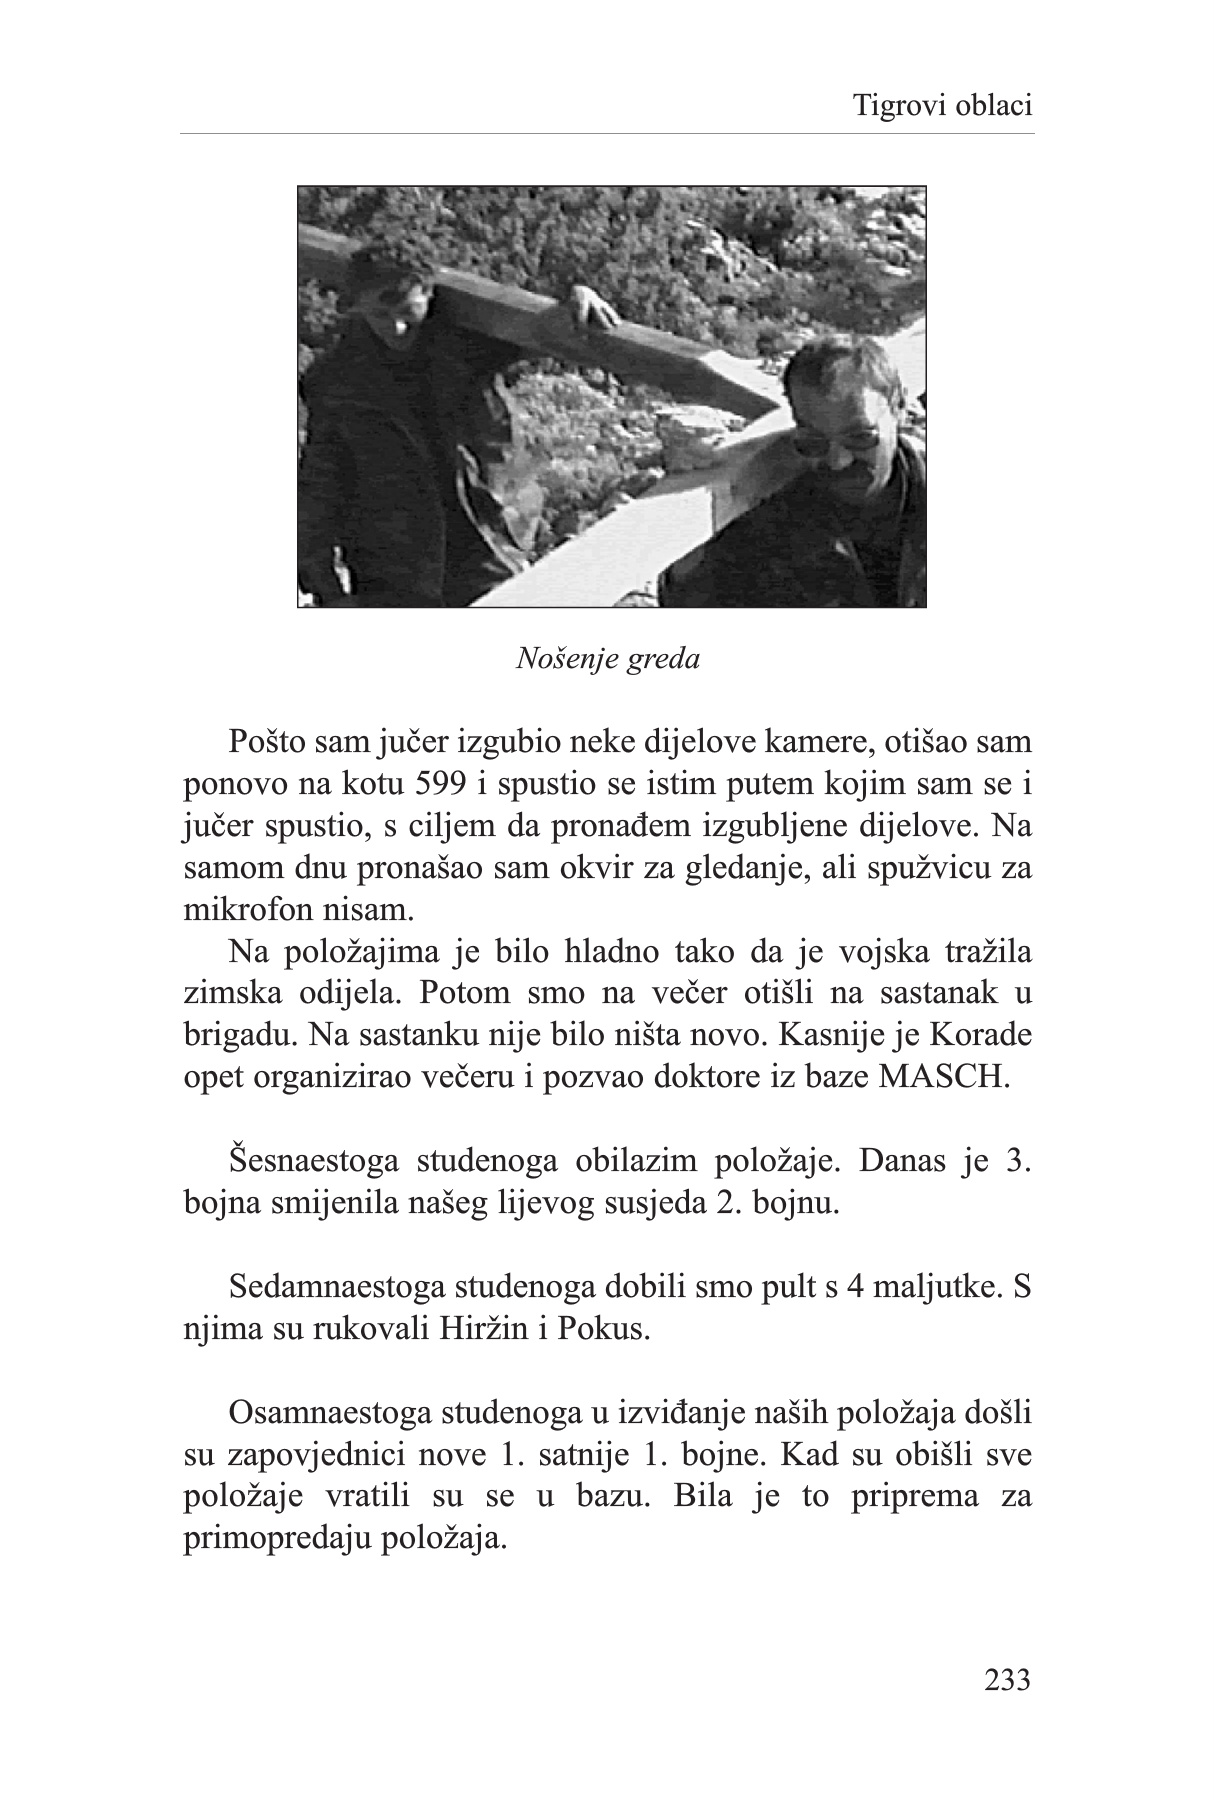 Tigrovi oblaci
Nošenje greda
Pošto sam jučer izgubio neke dijelove kamere, otišao sam
ponovo na kotu 599 i spustio se istim putem kojim sam se i
jučer spustio, s ciljem da pronađem izgubljene dijelove. Na
samom dnu pronašao sam okvir za gledanje, ali spužvicu za
mikrofon nisam.
Na položajima je bilo hladno tako da je vojska tražila
zimska odijela. Potom smo na večer otišli na sastanak u
brigadu. Na sastanku nije bilo ništa novo. Kasnije je Korade
opet organizirao večeru i pozvao doktore iz baze MASCH.
Šesnaestoga studenoga obilazim položaje. Danas je 3.
bojna smijenila našeg lijevog susjeda 2. bojnu.
Sedamnaestoga studenoga dobili smo pult s 4 maljutke. S
njima su rukovali Hiržin i Pokus.
Osamnaestoga studenoga u izviđanje naših položaja došli
su zapovjednici nove 1. satnije 1. bojne. Kad su obišli sve
položaje vratili su se u bazu. Bila je to priprema za
primopredaju položaja.
233